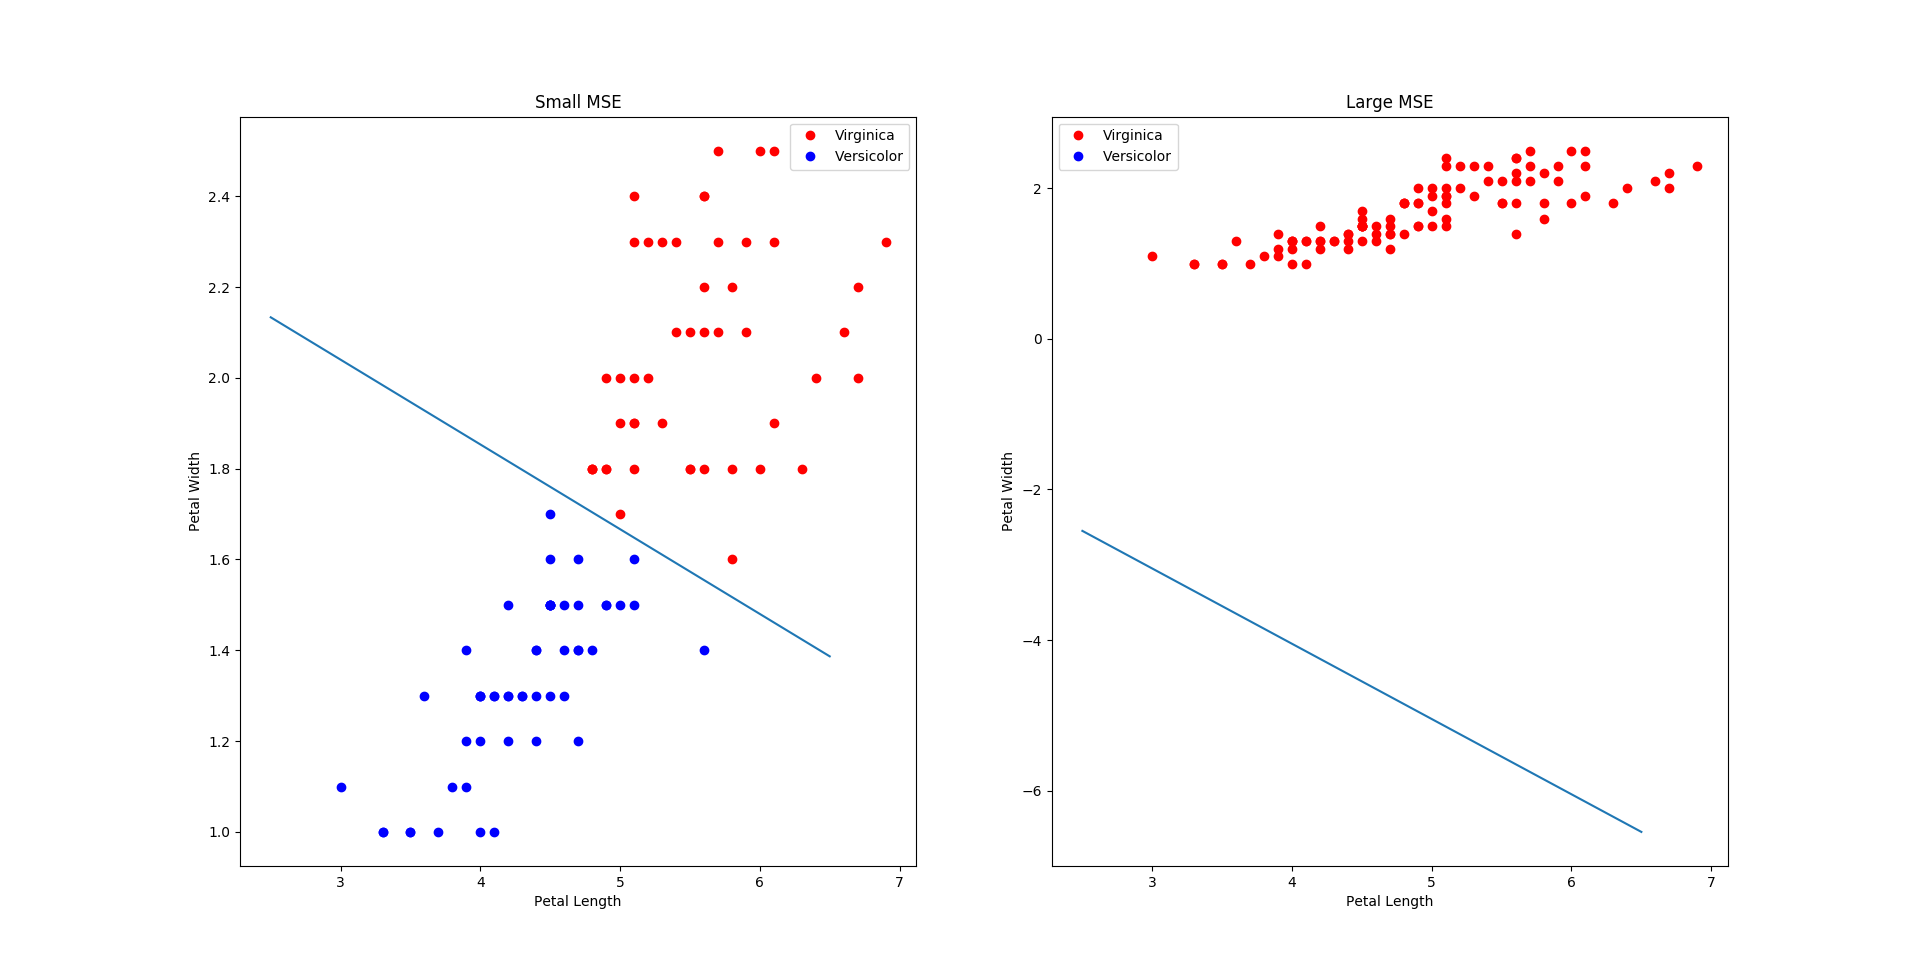 Small MSE
Virginica
Versicolor
2.4
2.2
2.0
1.8
1.6
1.4
1.2
1.0
Petal Width
3 4 5 6 7
Petal Length
Large MSE
Virginica
Versicolor
2
0
−2
−4
−6
Petal Width
3 4 5 6 7
Petal Length